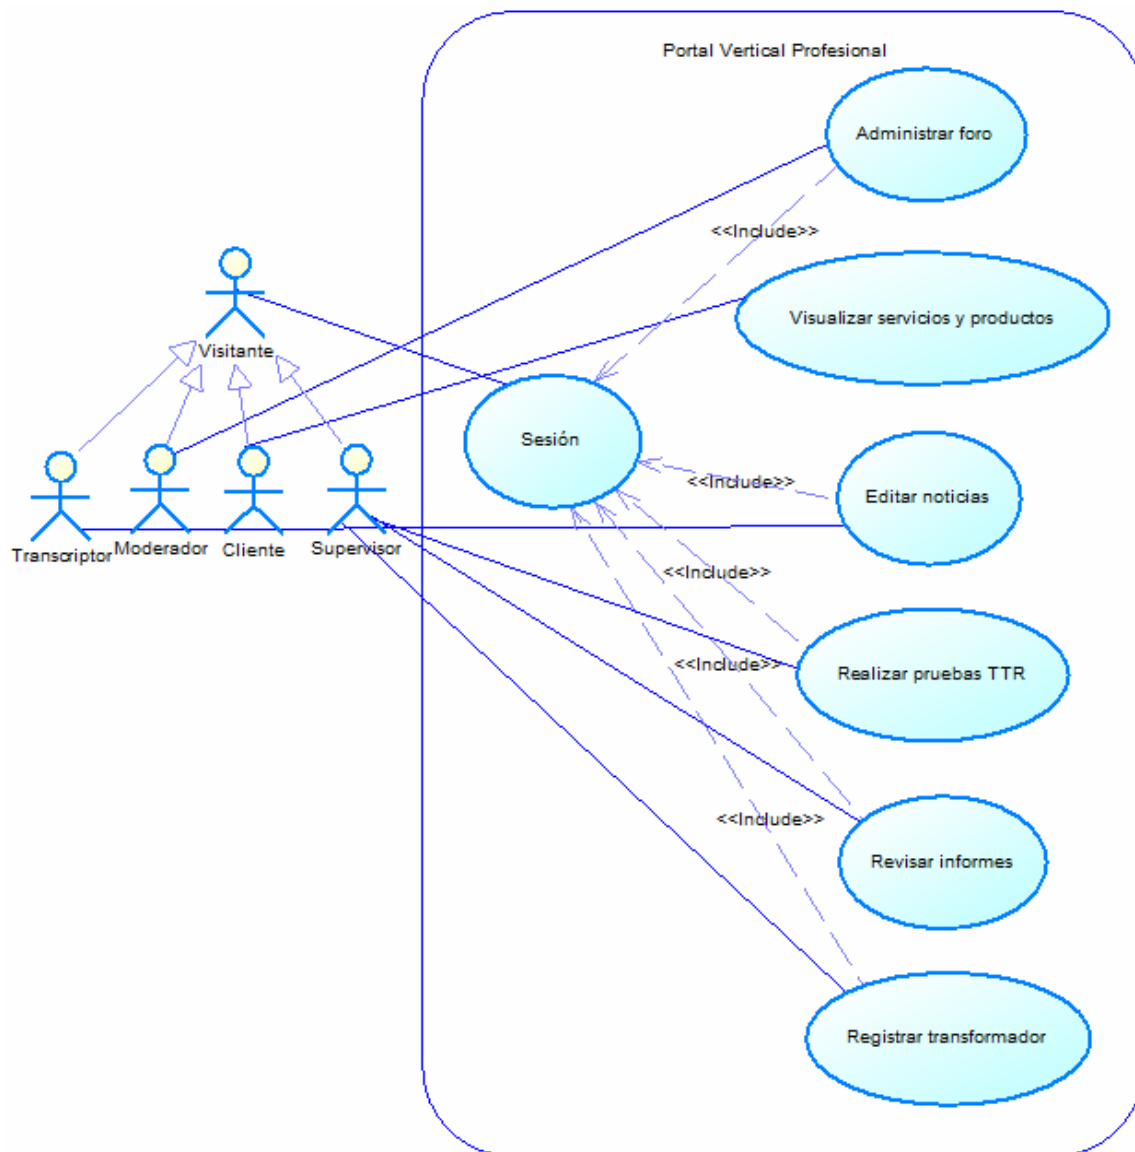 Portal Vertical Profesional
Administrar foro
<<Include>>
Visualizar servicios y productos
Visitante
Sesión
<<Include>>
Editar noticias
Transcriptor
Moderador
Cliente
Supervisor
<<Include>>
<<Include>>
Realizar pruebas TTR
<<Include>>
Revisar informes
Registrar transformador